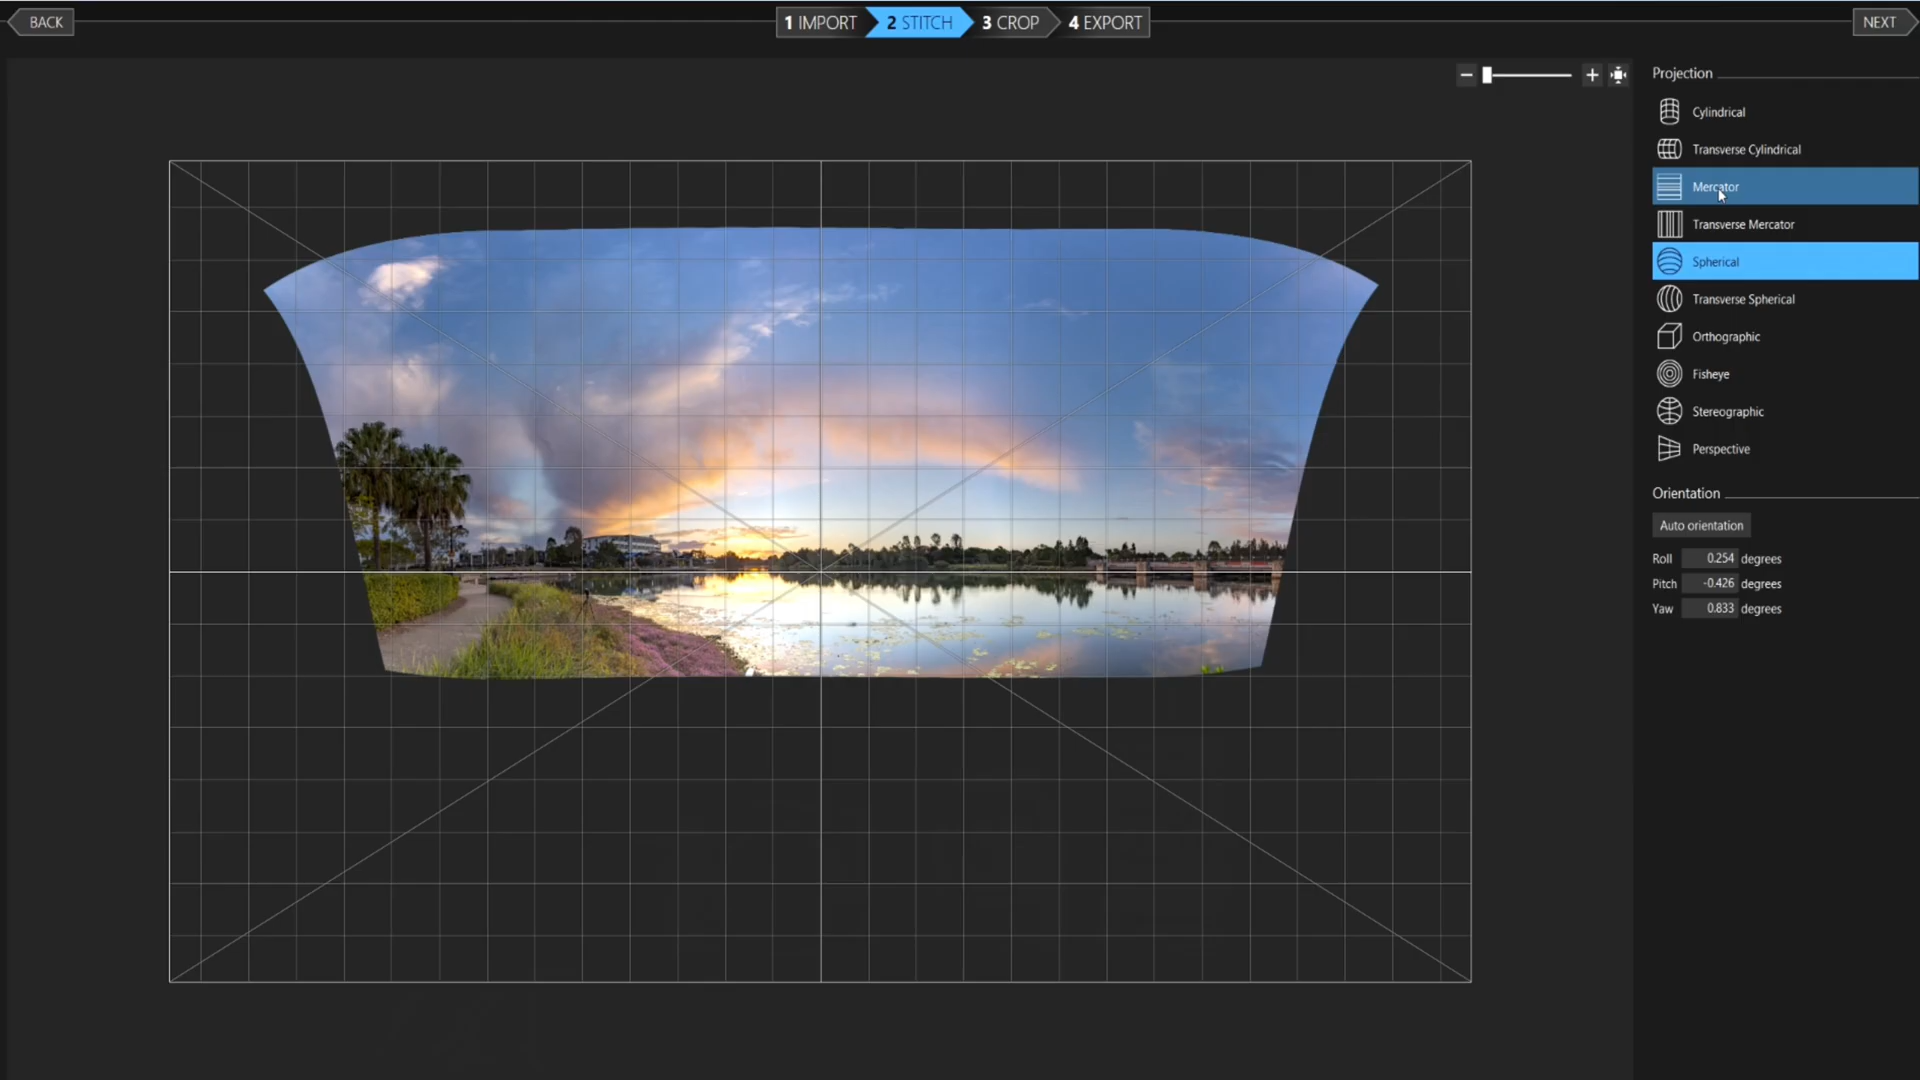 BACK
1 IMPORT
2 STITCH
3 CROP
4 EXPORT
NEXT
Projection
Cylindrical
Transverse Cylindrical
Mercator
Transverse Mercator
Spherical
Transverse Spherical
Orthographic
Fisheye
Stereographic
Perspective
Orientation
Auto orientation
Roll 0.254 degrees
Pitch -0.426 degrees
Yaw 0.833 degrees